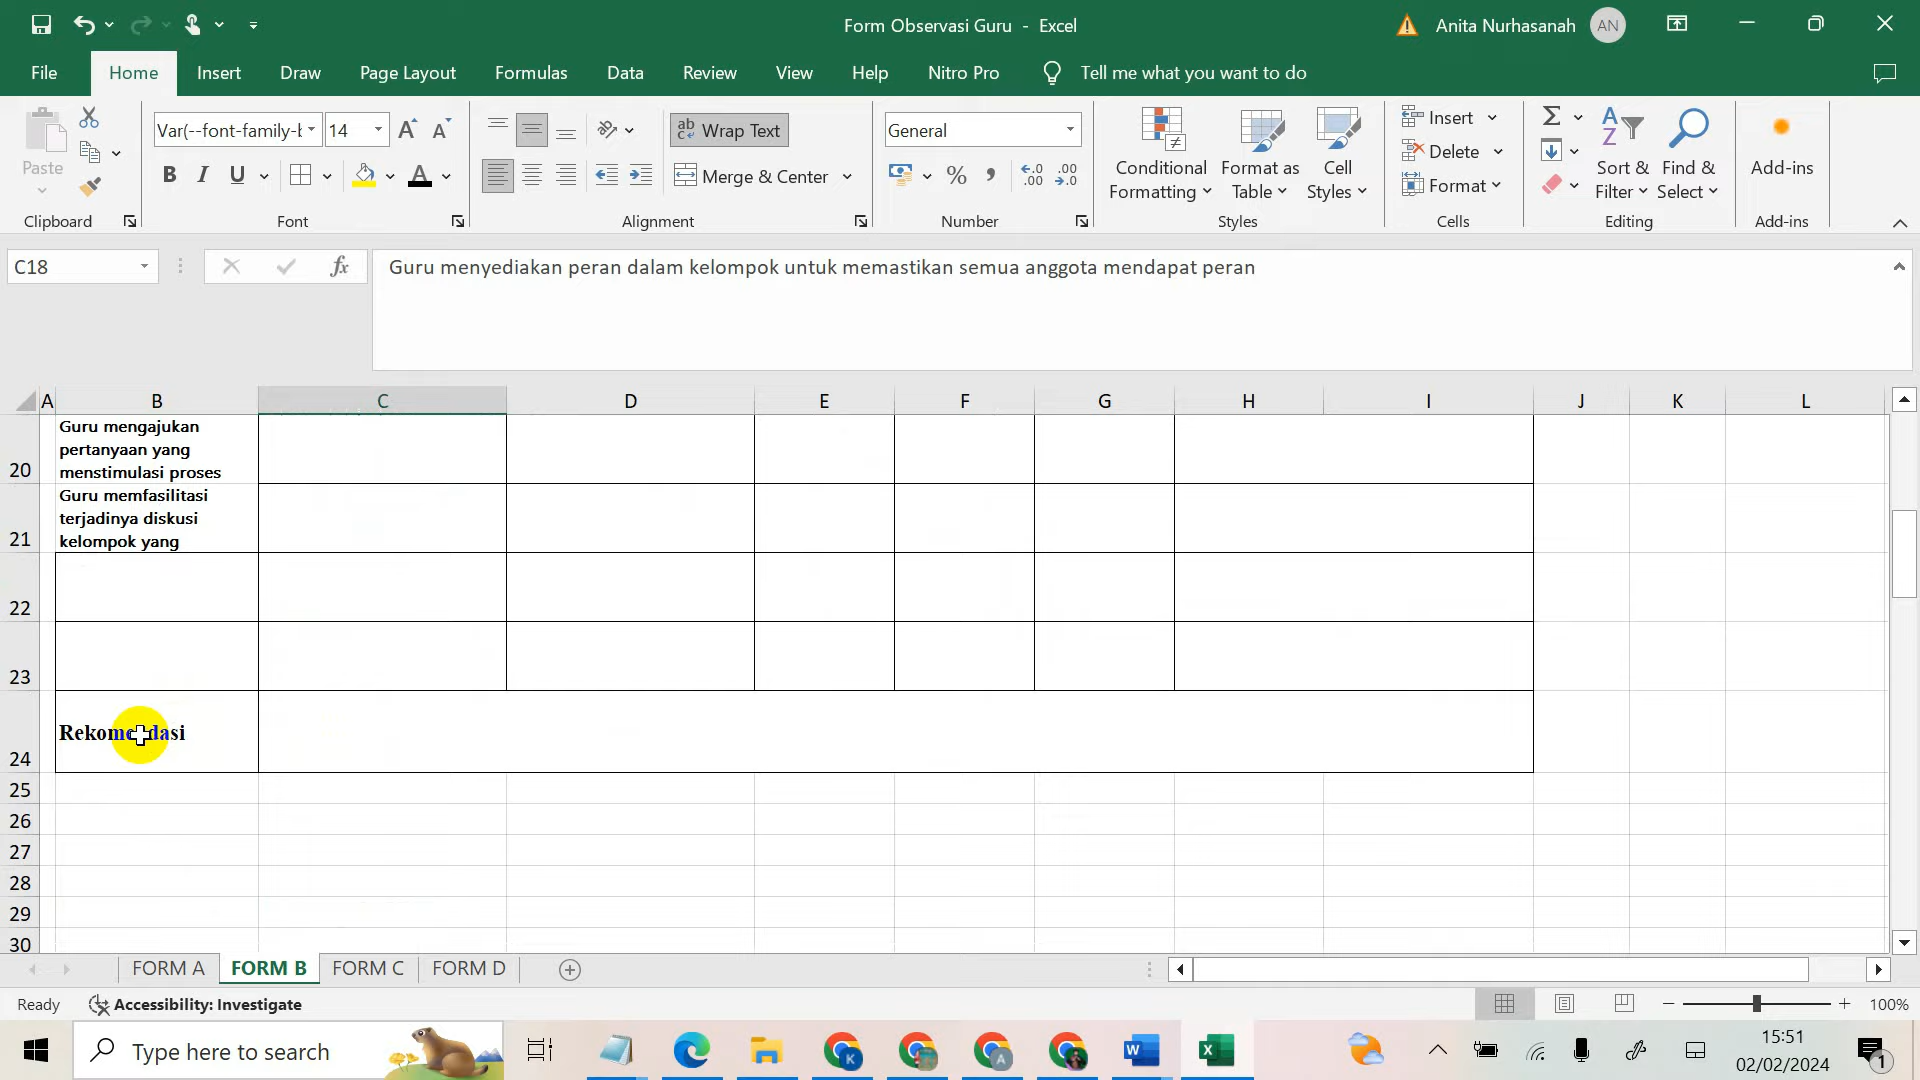 Form Observasi Guru - Excel
Anita Nurhasanah
AN
File
Home
Insert
Draw
Page Layout
Formulas
Data
Review
View
Help
Nitro Pro
Tell me what you want to do
Paste
Clipboard
Var(--font-family-b
14
A A
B I U
A
Font
ab
c
Wrap Text
Merge & Center
Alignment
General
%
Number
Conditional
Formatting
Format as
Table
Cell
Styles
Styles
Insert
Delete
Format
Cells
Sort &
Filter
Find &
Select
Editing
Add-ins
Add-ins
C18
fx
Guru menyediakan peran dalam kelompok untuk memastikan semua anggota mendapat peran
A B C D E F G H I J K L
20
Guru mengajukan
pertanyaan yang
menstimulasi proses
21
Guru memfasilitasi
terjadinya diskusi
kelompok yang
22
23
24
Rekomendasi
25
26
27
28
29
30
FORM A
FORM B
FORM C
FORM D
Ready
Accessibility: Investigate
100%
Type here to search
K
A
W
X
15:51
02/02/2024
1